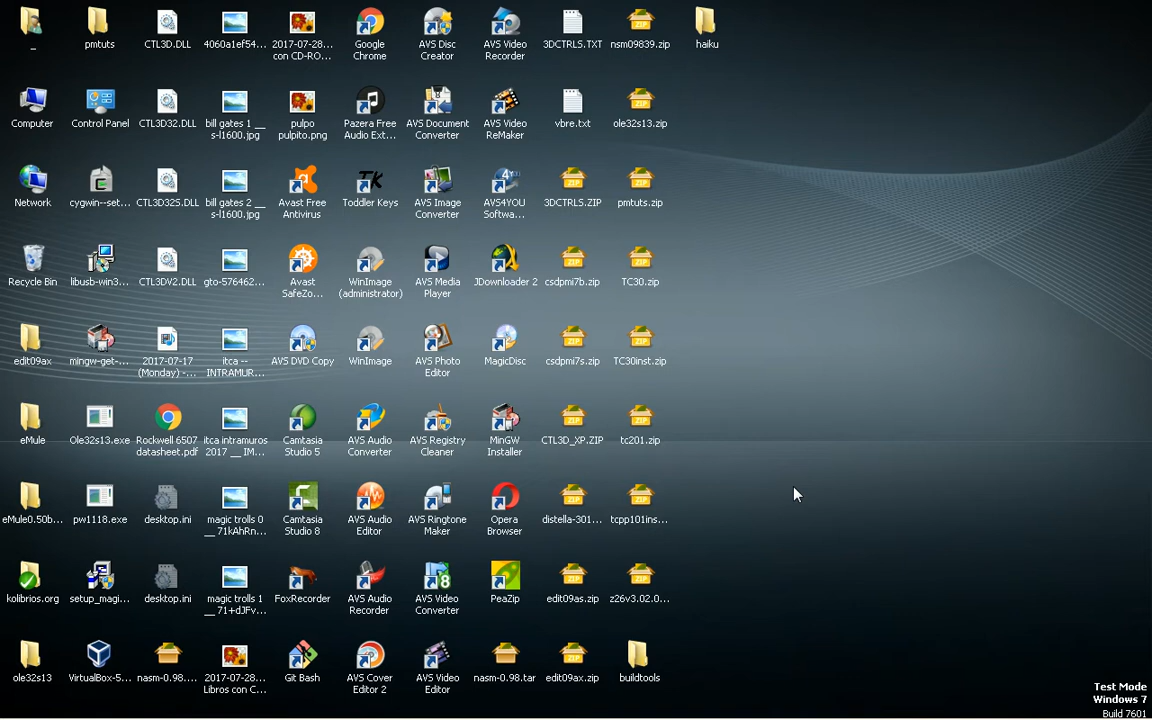 _
pmtuts
CTL3D.DLL
4060a1ef54...
2017-07-28...
con CD-RO...
Google
Chrome
AVS Disc
Creator
AVS Video
Recorder
3DCTRLS.TXT
nsm09839.zip
haiku
Computer
Control Panel
CTL3D32.DLL
bill gates 1 __
s-l1600.jpg
pulpo
pulpito.png
Pazera Free
Audio Ext...
AVS Document
Converter
AVS Video
ReMaker
vbre.txt
ole32s13.zip
Network
cygwin--set...
CTL3D32S.DLL
bill gates 2 __
s-l1600.jpg
Avast Free
Antivirus
Toddler Keys
AVS Image
Converter
AVS4YOU
Softwa...
3DCTRLS.ZIP
pmtuts.zip
Recycle Bin
libusb-win3...
CTL3DV2.DLL
gto-576462...
Avast
SafeZo...
WinImage
(administrator)
AVS Media
Player
JDownloader 2
csdpmi7b.zip
TC30.zip
edit09ax
mingw-get-...
2017-07-17
(Monday) -...
itca --
INTRAMUR...
AVS DVD Copy
WinImage
AVS Photo
Editor
MagicDisc
csdpmi7s.zip
TC30inst.zip
eMule
Ole32s13.exe
Rockwell 6507
datasheet.pdf
itca intramuros
2017 __ IM...
Camtasia
Studio 5
AVS Audio
Converter
AVS Registry
Cleaner
MinGW
Installer
CTL3D_XP.ZIP
tc201.zip
eMule0.50b...
pw1118.exe
desktop.ini
magic trolls 0
__ 71kAhRn...
Camtasia
Studio 8
AVS Audio
Editor
AVS Ringtone
Maker
Opera
Browser
distella-301...
tcpp101ins...
kolibrios.org
setup_magi...
desktop.ini
magic trolls 1
__ 71+dJFv...
FoxRecorder
AVS Audio
Recorder
AVS Video
Converter
PeaZip
edit09as.zip
z26v3.02.0...
ole32s13
VirtualBox-5...
nasm-0.98....
2017-07-28...
Libros con C...
Git Bash
AVS Cover
Editor 2
AVS Video
Editor
nasm-0.98.tar
edit09ax.zip
buildtools
Test Mode
Windows 7
Build 7601